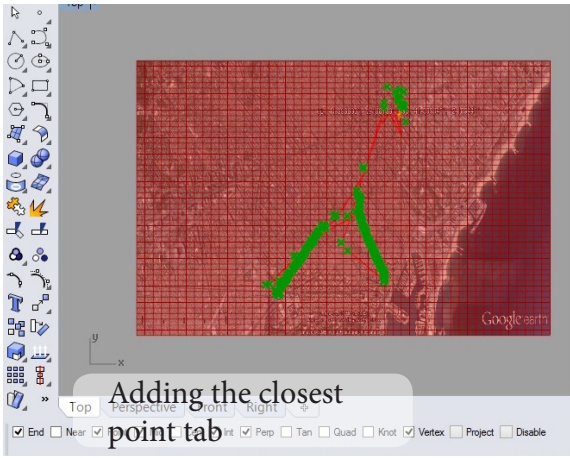 Top
Google earth
y
x
Adding the closest
point tab
Top Perspective Front Right
End Near Int Perp Tan Quad Knot Vertex Project Disable